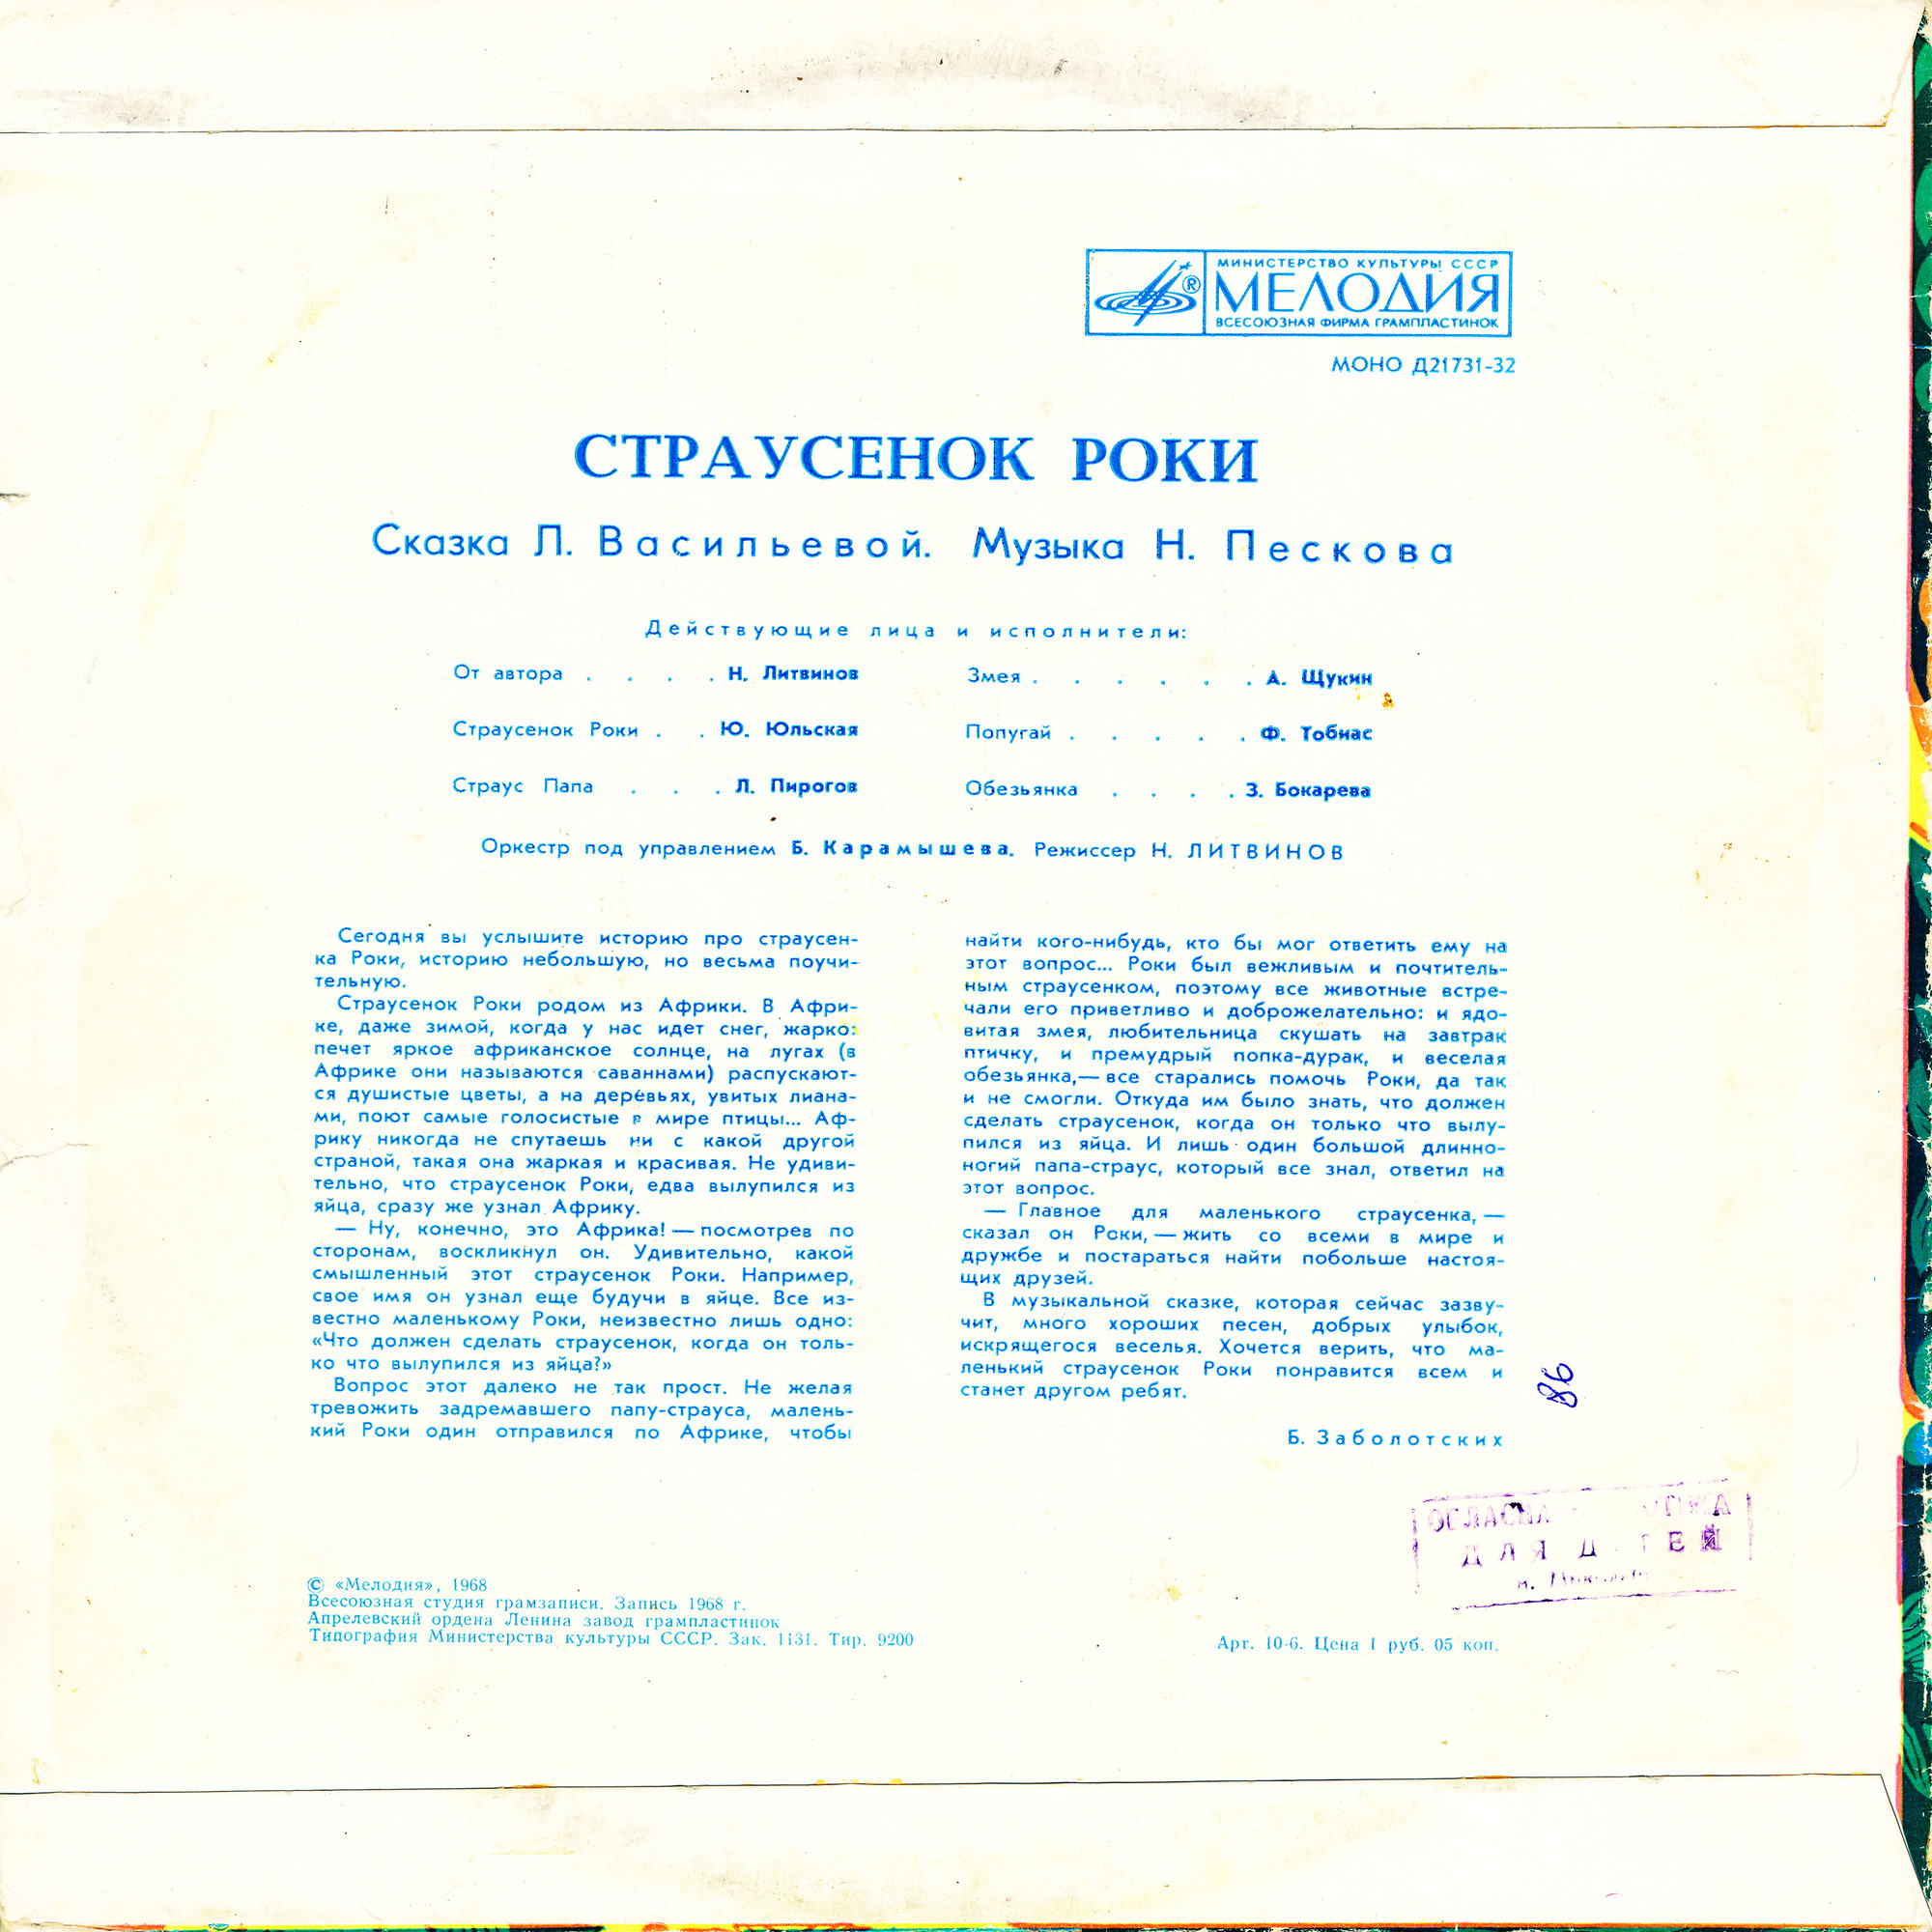 МИНИСТЕРСТВО КУЛЬТУРЫ СССР
МЕЛОДИЯ
ВСЕСОЮЗНАЯ ФИРМА ГРАМПЛАСТИНОК
®
МОНО Д21731-32
СТРАУСЕНОК РОКИ
Сказка Л. Васильевой. Музыка Н. Пескова
Действующие лица и исполнители:
От автора . . . . Н. Литвинов
Страусенок Роки . . Ю. Юльская
Страус Папа . . . Л. Пирогов
Змея . . . . . . А. Щукин
Попугай . . . . . Ф. Тобиас
Обезьянка . . . . З. Бокарева
Оркестр под управлением Б. Карамышева. Режиссер Н. ЛИТВИНОВ
Сегодня вы услышите историю про страусен-
ка Роки, историю небольшую, но весьма поучи-
тельную.
Страусенок Роки родом из Африки. В Афри-
ке, даже зимой, когда у нас идет снег, жарко:
печет яркое африканское солнце, на лугах (в
Африке они называются саваннами) распускают-
ся душистые цветы, а на деревьях, увитых лиана-
ми, поют самые голосистые в мире птицы... Аф-
рику никогда не спутаешь ни с какой другой
страной, такая она жаркая и красивая. Не удиви-
тельно, что страусенок Роки, едва вылупился из
яйца, сразу же узнал Африку.
— Ну, конечно, это Африка! — посмотрев по
сторонам, воскликнул он. Удивительно, какой
смышленный этот страусенок Роки. Например,
свое имя он узнал еще будучи в яйце. Все из-
вестно маленькому Роки, неизвестно лишь одно:
«Что должен сделать страусенок, когда он толь-
ко что вылупился из яйца?»
Вопрос этот далеко не так прост. Не желая
тревожить задремавшего папу-страуса, малень-
кий Роки один отправился по Африке, чтобы
найти кого-нибудь, кто бы мог ответить ему на
этот вопрос... Роки был вежливым и почтитель-
ным страусенком, поэтому все животные встре-
чали его приветливо и доброжелательно: и ядо-
витая змея, любительница скушать на завтрак
птичку, и премудрый попка-дурак, и веселая
обезьянка,— все старались помочь Роки, да так
и не смогли. Откуда им было знать, что должен
сделать страусенок, когда он только что вылу-
пился из яйца. И лишь один большой длинно-
ногий папа-страус, который все знал, ответил на
этот вопрос.
— Главное для маленького страусенка, —
сказал он Роки, — жить со всеми в мире и
дружбе и постараться найти побольше настоя-
щих друзей.
В музыкальной сказке, которая сейчас зазву-
чит, много хороших песен, добрых улыбок,
искрящегося веселья. Хочется верить, что ма-
ленький страусенок Роки понравится всем и
станет другом ребят.
Б. Заболотских
86
ДЛЯ
© «Мелодия», 1968
Всесоюзная студия грамзаписи. Запись 1968 г.
Апрелевский ордена Ленина завод грампластинок
Типография Министерства культуры СССР. Зак. 1131. Тир. 9200
Арт. 10-6. Цена 1 руб. 05 коп.